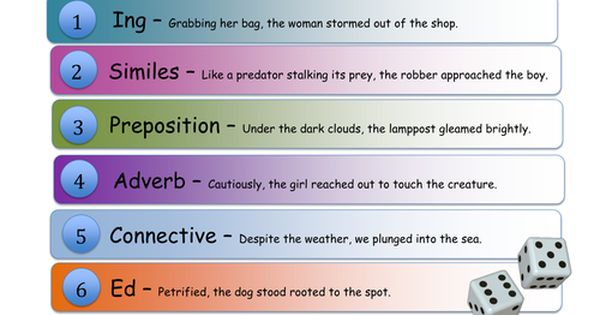 1 Ing – Grabbing her bag, the woman stormed out of the shop.
2 Similes – Like a predator stalking its prey, the robber approached the boy.
3 Preposition – Under the dark clouds, the lamppost gleamed brightly.
4 Adverb – Cautiously, the girl reached out to touch the creature.
5 Connective – Despite the weather, we plunged into the sea.
6 Ed – Petrified, the dog stood rooted to the spot.